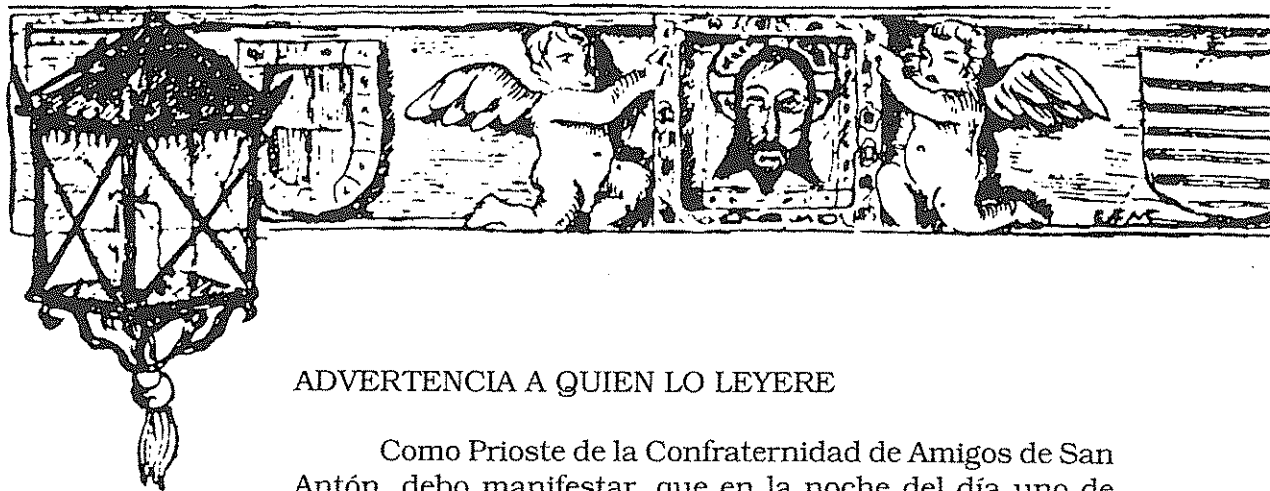 ADVERTENCIA A QUIEN LO LEYERE
Como Prioste de la Confraternidad de Amigos de San
Antón, debo manifestar, que en la noche del día uno de